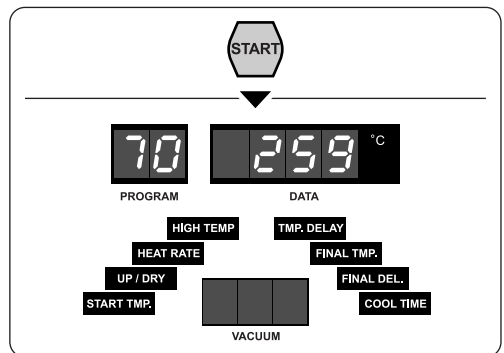 START
70 259 °C
PROGRAM DATA
HIGH TEMP TMP. DELAY
HEAT RATE FINAL TMP.
UP / DRY FINAL DEL.
START TMP. COOL TIME
VACUUM